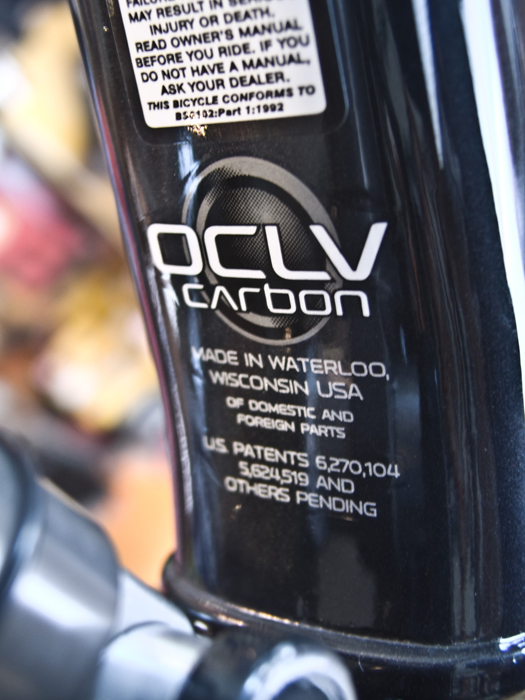 MAY RESULT IN
INJURY OR DEATH.
READ OWNER'S MANUAL
BEFORE YOU RIDE. IF YOU
DO NOT HAVE A MANUAL,
ASK YOUR DEALER.
THIS BICYCLE CONFORMS TO
BS6102:Part 1:1992
OCLV
carbon
MADE IN WATERLOO,
WISCONSIN USA
OF DOMESTIC AND
FOREIGN PARTS
U.S. PATENTS 6,270,104
5,624,519 AND
OTHERS PENDING